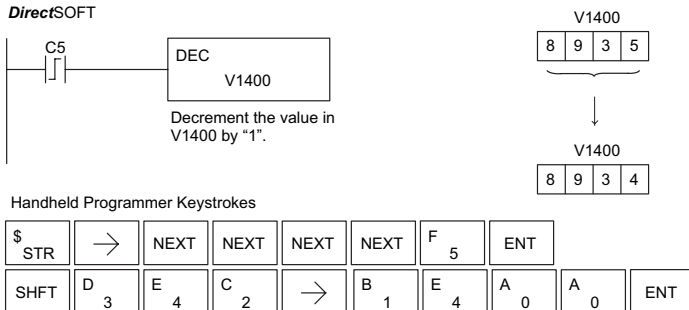 DirectSOFT
C5
DEC
V1400
Decrement the value in
V1400 by “1”.
V1400
8 9 3 5
V1400
8 9 3 4
Handheld Programmer Keystrokes
$ STR → NEXT NEXT NEXT NEXT F 5 ENT
SHFT D 3 E 4 C 2 → B 1 E 4 A 0 A 0 ENT